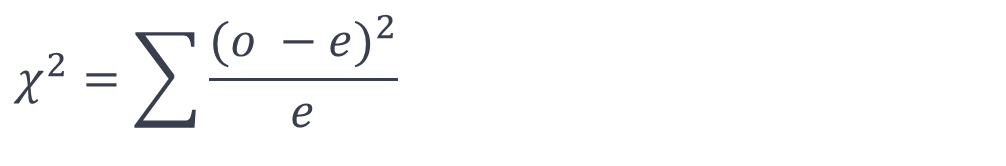 χ² = ∑ (o − e)² / e